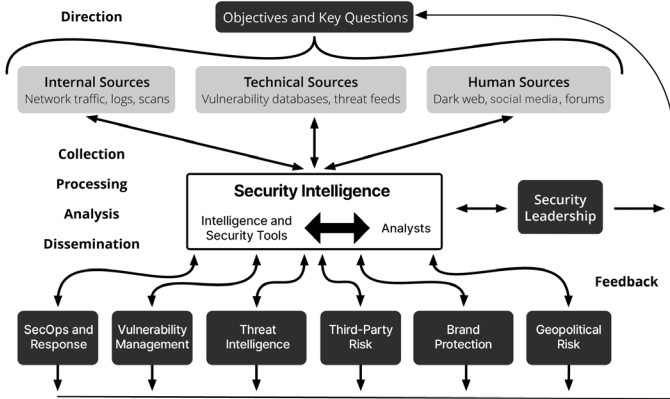 Direction
Objectives and Key Questions
Internal Sources
Network traffic, logs, scans
Technical Sources
Vulnerability databases, threat feeds
Human Sources
Dark web, social media, forums
Collection
Processing
Analysis
Dissemination
Security Intelligence
Intelligence and
Security Tools
Analysts
Security
Leadership
Feedback
SecOps and
Response
Vulnerability
Management
Threat
Intelligence
Third-Party
Risk
Brand
Protection
Geopolitical
Risk